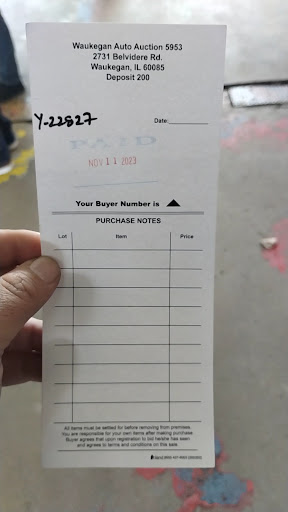 Waukegan Auto Auction 5953
2731 Belvidere Rd.
Waukegan, IL 60085
Deposit 200
Y-22827
Date:
PAID
NOV 11 2023
Your Buyer Number is
PURCHASE NOTES
Lot Item Price
All items must be settled for before removing from premises.
You are responsible for your own items after making purchase.
Buyer agrees that upon registration to bid he/she has seen
and agrees to terms and conditions on this sale.